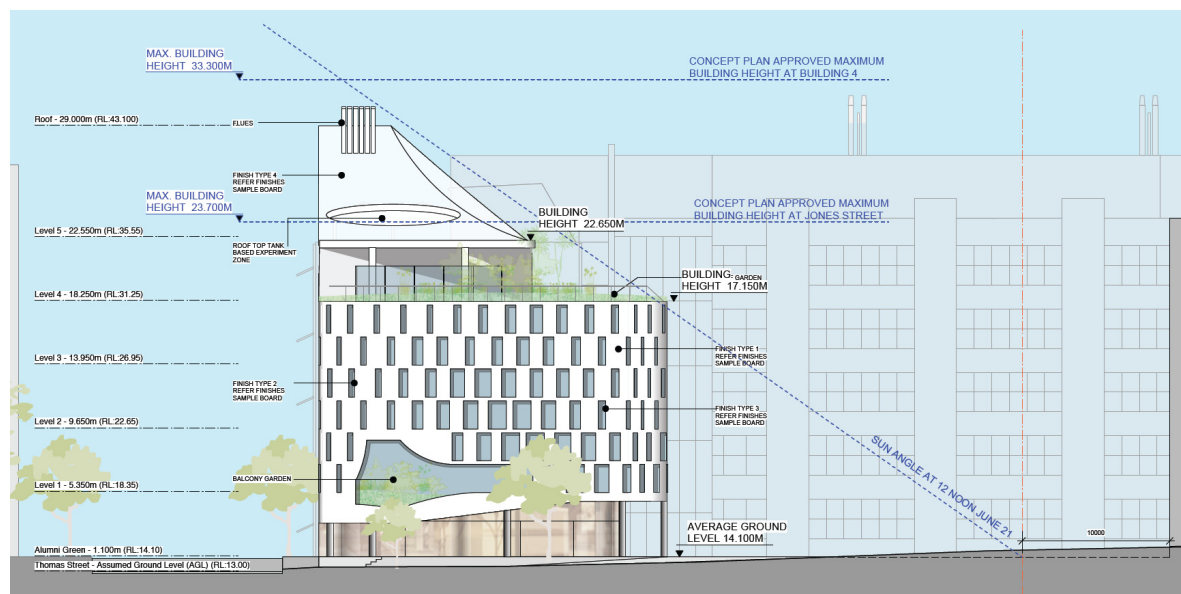 MAX. BUILDING
HEIGHT 33.300M
CONCEPT PLAN APPROVED MAXIMUM
BUILDING HEIGHT AT BUILDING 4
Roof - 29.000m (RL:43.100)
FLUES
FINISH TYPE 4
REFER FINISHES
SAMPLE BOARD
MAX. BUILDING
HEIGHT 23.700M
CONCEPT PLAN APPROVED MAXIMUM
BUILDING HEIGHT AT JONES STREET
BUILDING
HEIGHT 22.650M
Level 5 - 22.550m (RL:35.55)
ROOF TOP TANK
BASED EXPERIMENT
ZONE
BUILDING
GARDEN
HEIGHT 17.150M
Level 4 - 18.250m (RL:31.25)
Level 3 - 13.950m (RL:26.95)
FINISH TYPE 1
REFER FINISHES
SAMPLE BOARD
FINISH TYPE 2
REFER FINISHES
SAMPLE BOARD
FINISH TYPE 3
REFER FINISHES
SAMPLE BOARD
Level 2 - 9.650m (RL:22.65)
SUN ANGLE AT 12 NOON JUNE 21
BALCONY GARDEN
Level 1 - 5.350m (RL:18.35)
AVERAGE GROUND
LEVEL 14.100M
10000
Alumni Green - 1.100m (RL:14.10)
Thomas Street - Assumed Ground Level (AGL) (RL:13.00)